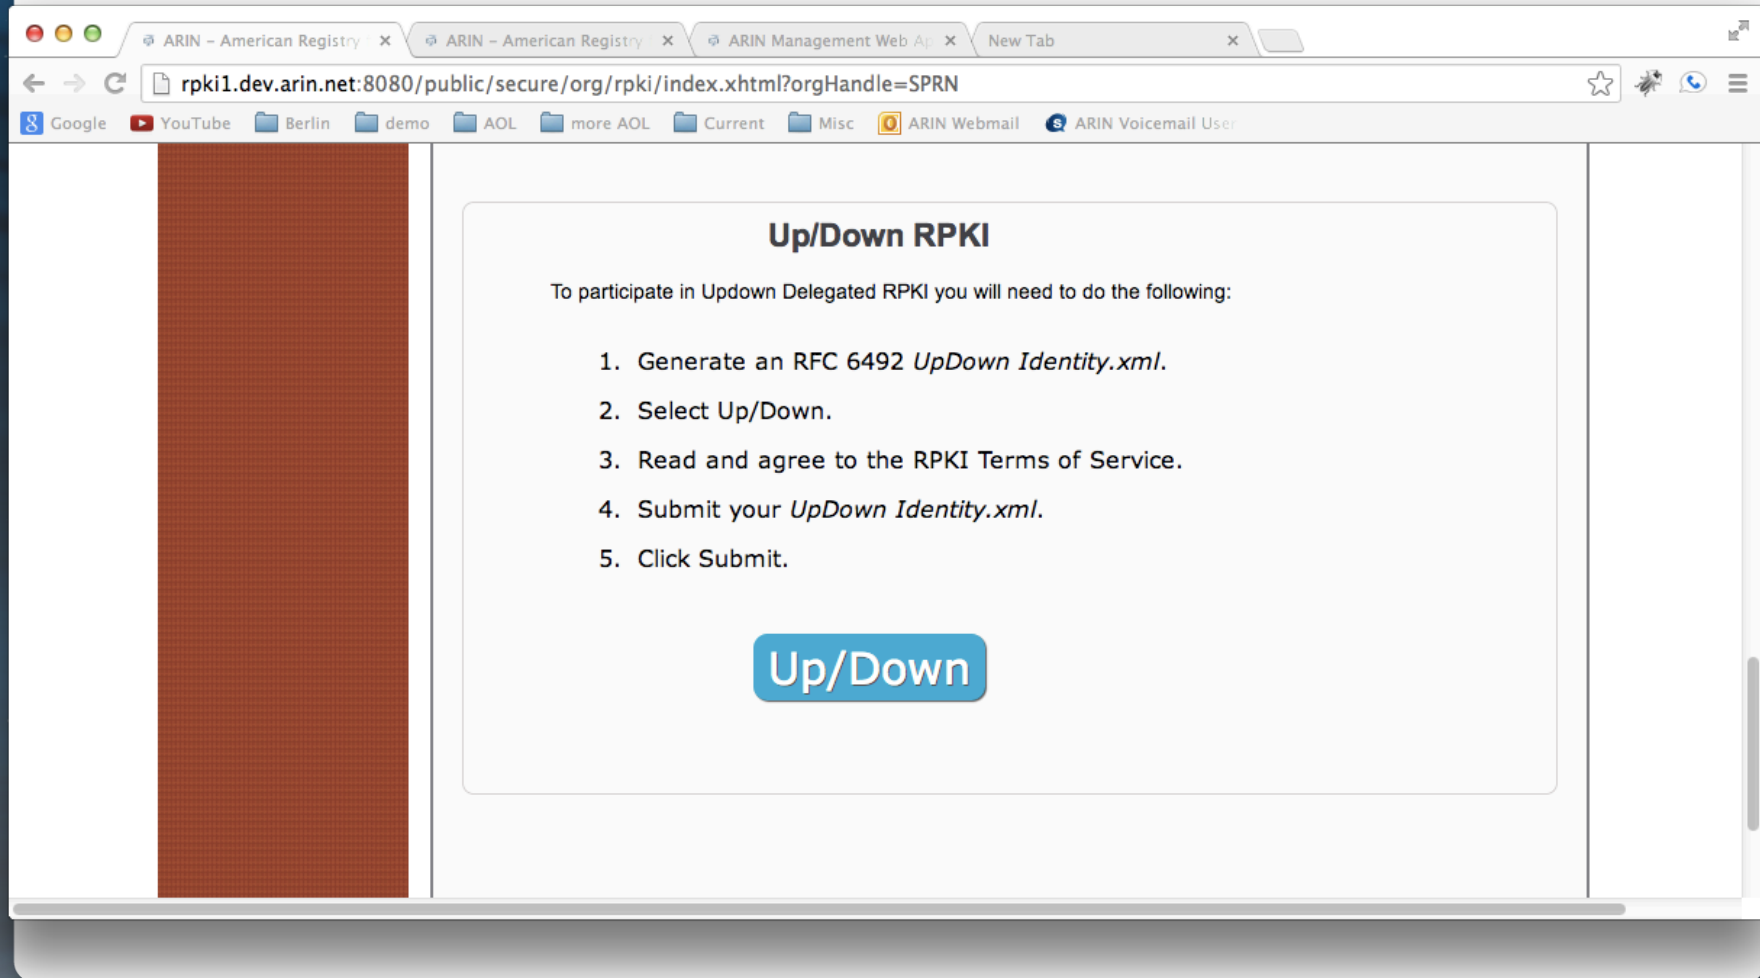 ARIN – American Registry
ARIN – American Registry
ARIN Management Web Ap
New Tab
rpki1.dev.arin.net:8080/public/secure/org/rpki/index.xhtml?orgHandle=SPRN
Google YouTube Berlin demo AOL more AOL Current Misc ARIN Webmail ARIN Voicemail User
Up/Down RPKI
To participate in Updown Delegated RPKI you will need to do the following:
1. Generate an RFC 6492 UpDown Identity.xml.
2. Select Up/Down.
3. Read and agree to the RPKI Terms of Service.
4. Submit your UpDown Identity.xml.
5. Click Submit.
Up/Down